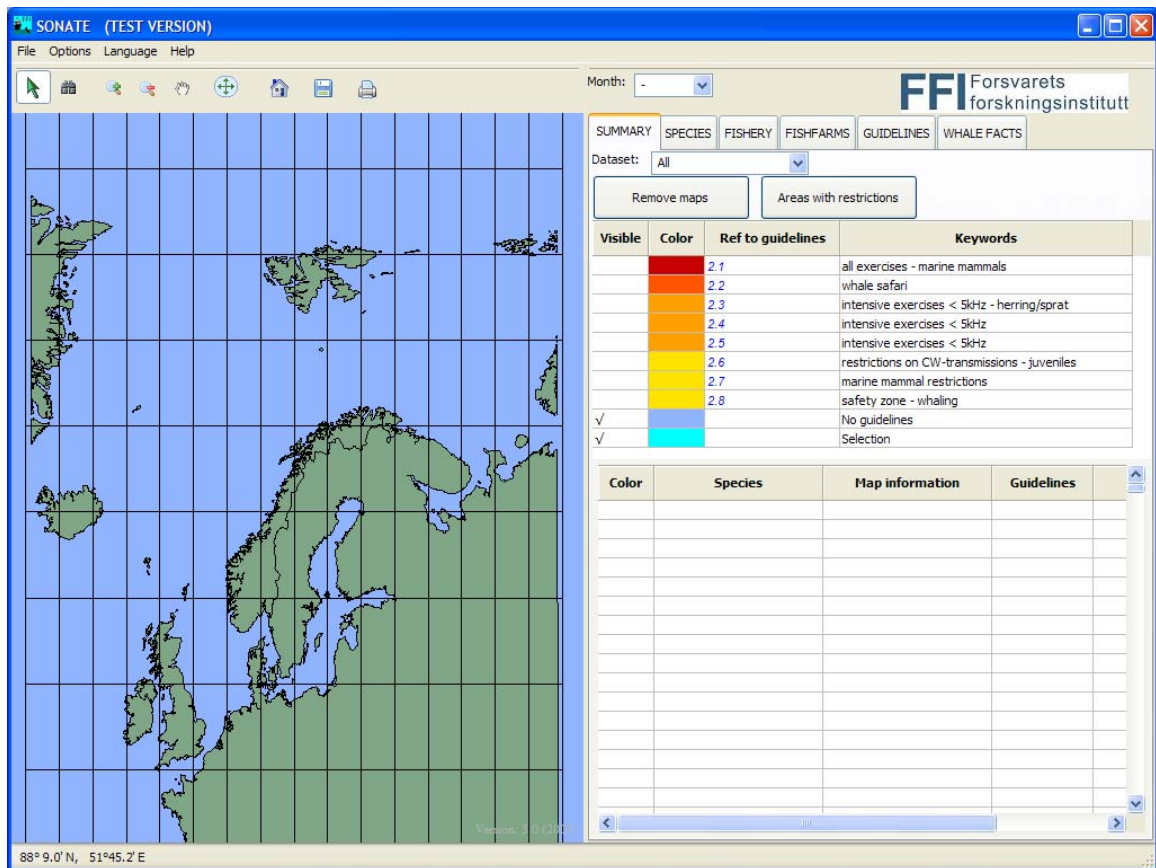 SONATE (TEST VERSION)
File Options Language Help
Month: -
FFI Forsvarets
forskningsinstitutt
SUMMARY SPECIES FISHERY FISHFARMS GUIDELINES WHALE FACTS
Dataset: All
Remove maps Areas with restrictions
Visible Color Ref to guidelines Keywords
2.1 all exercises - marine mammals
2.2 whale safari
2.3 intensive exercises < 5kHz - herring/sprat
2.4 intensive exercises < 5kHz
2.5 intensive exercises < 5kHz
2.6 restrictions on CW-transmissions - juveniles
2.7 marine mammal restrictions
2.8 safety zone - whaling
√ No guidelines
√ Selection
Color Species Map information Guidelines
Version:
88° 9.0' N, 51°45.2' E